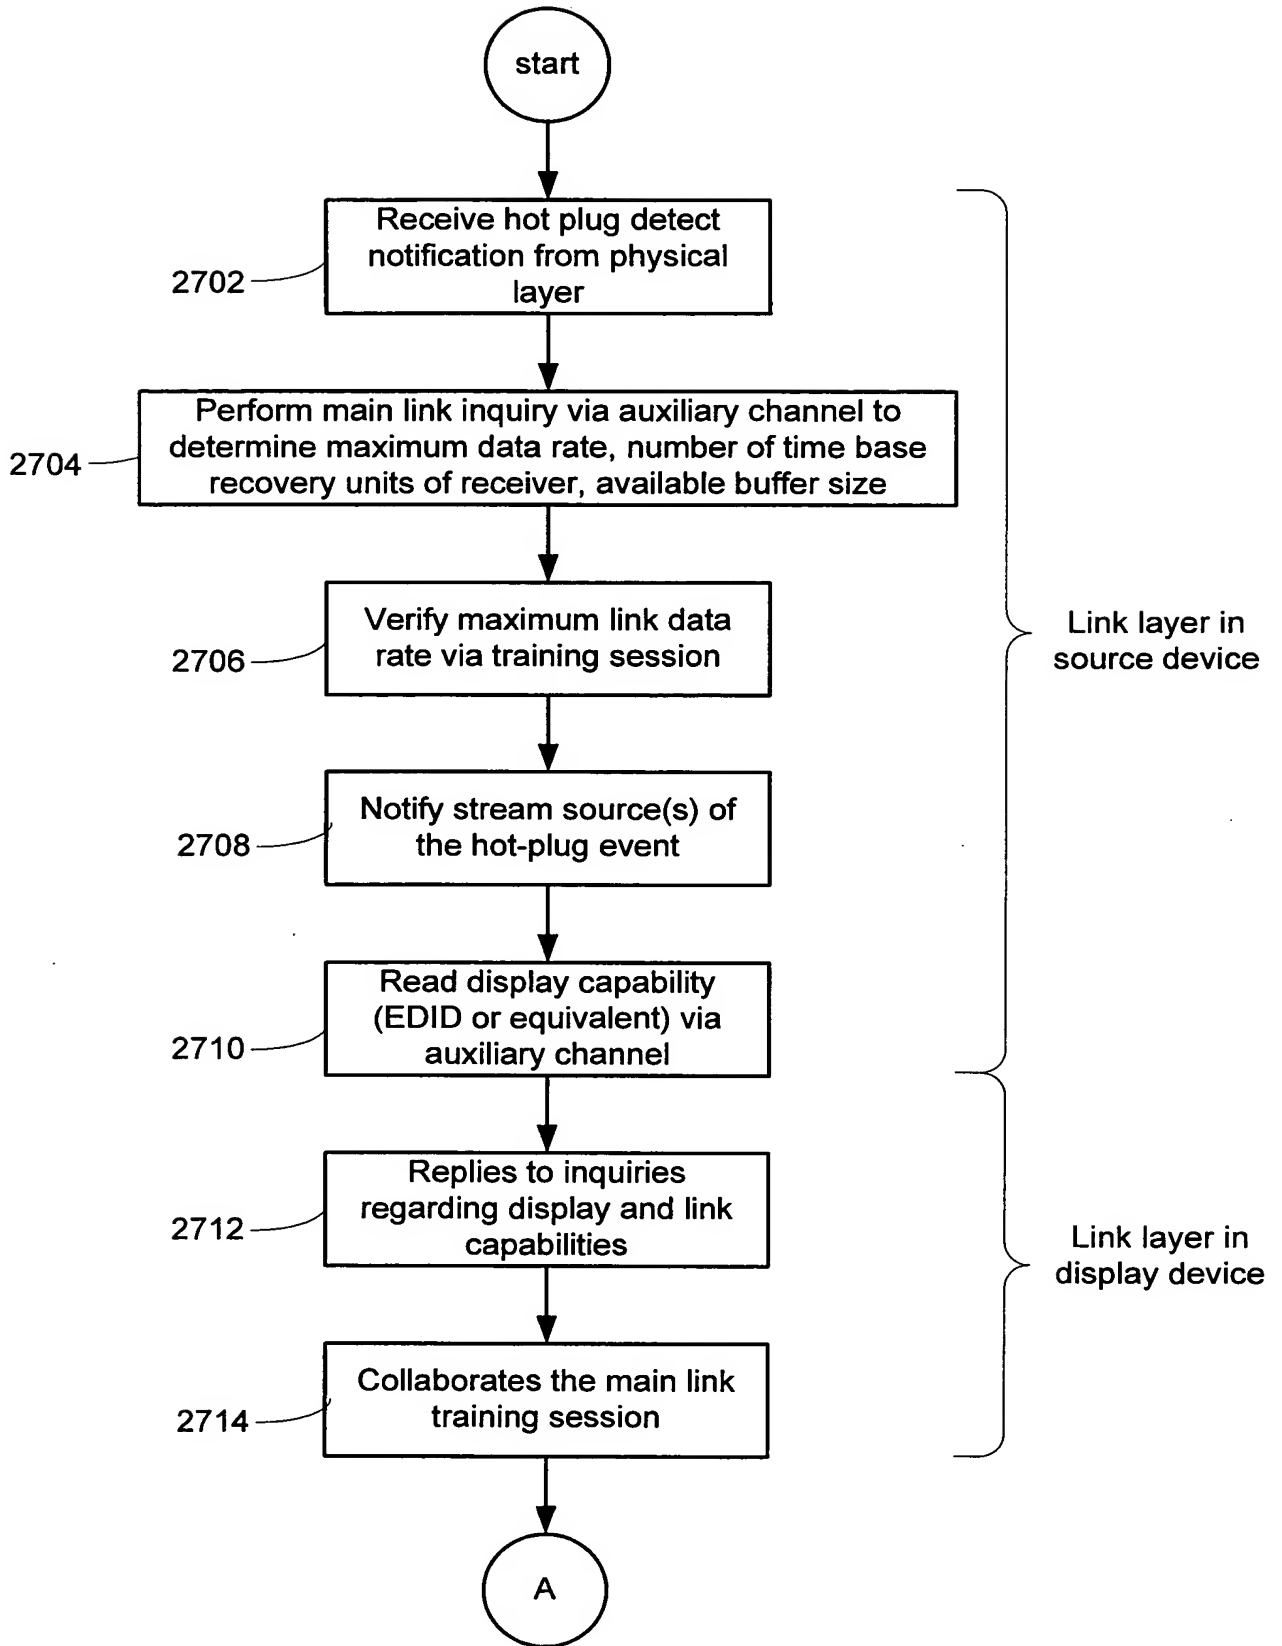 start
Receive hot plug detect
notification from physical
layer
2702
Perform main link inquiry via auxiliary channel to
determine maximum data rate, number of time base
recovery units of receiver, available buffer size
2704
Verify maximum link data
rate via training session
2706
Link layer in
source device
Notify stream source(s) of
the hot-plug event
2708
Read display capability
(EDID or equivalent) via
auxiliary channel
2710
Replies to inquiries
regarding display and link
capabilities
2712
Link layer in
display device
Collaborates the main link
training session
2714
A